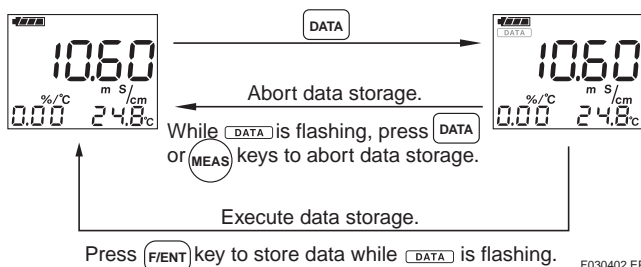 DATA
10.60
m S/cm
%/°C
0.00 24.8°C
DATA
10.60
m S/cm
%/°C
0.00 24.8°C
Abort data storage.
While DATA is flashing, press DATA
or MEAS keys to abort data storage.
Execute data storage.
Press F/ENT key to store data while DATA is flashing.